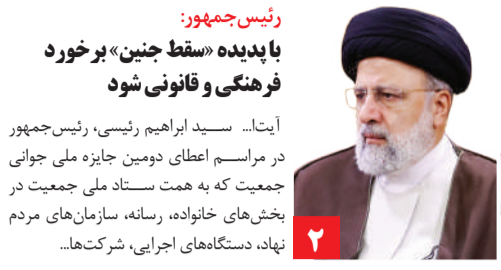 رئیس‌جمهور:
با پدیده «سقط جنین» برخورد
فرهنگی و قانونی شود
آیت‌ا... سـید ابراهیم رئیسی، رئیس‌جمهور
در مراسم اعطای دومین جایزه ملی جوانی
جمعیت که به همت ستاد ملی جمعیت در
بخش‌های خانواده، رسانه، سازمان‌های مردم
نهاد، دستگاه‌های اجرایی، شرکت‌ها...
۲